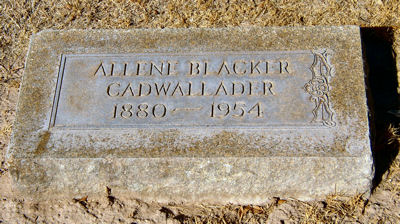 ALLENE BLACKER
CADWALLADER
1880 — 1954